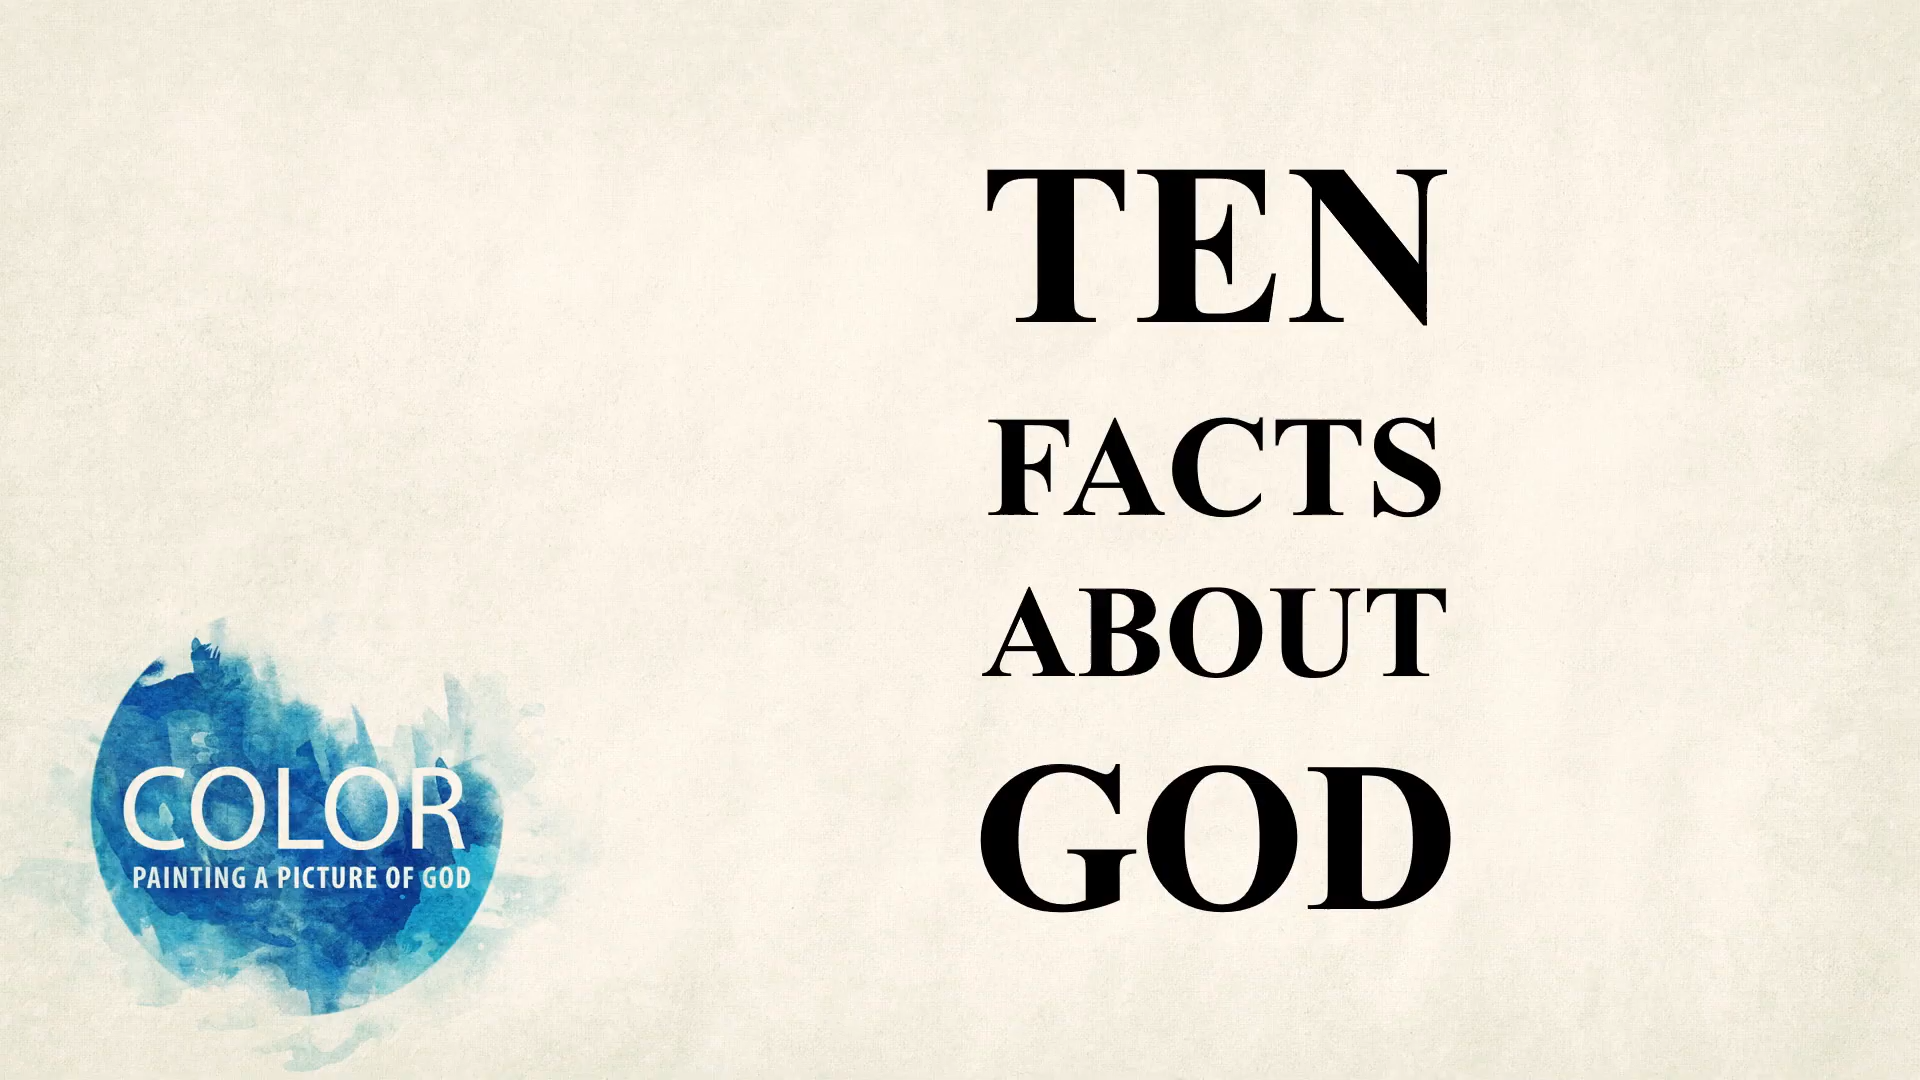 TEN
FACTS
ABOUT
GOD
COLOR
PAINTING A PICTURE OF GOD